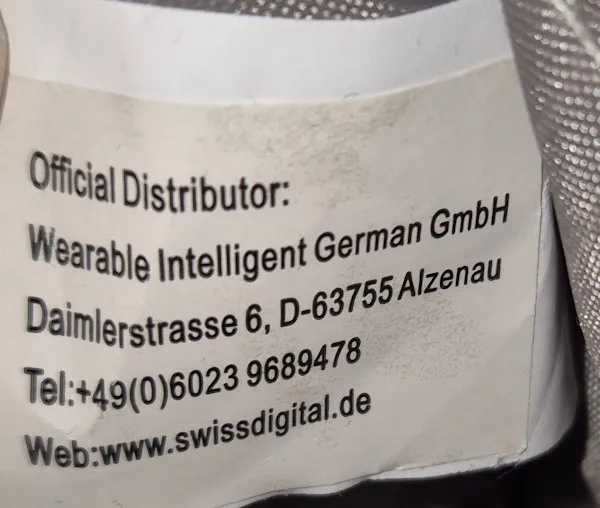 Official Distributor:
Wearable Intelligent German GmbH
Daimlerstrasse 6, D-63755 Alzenau
Tel:+49(0)6023 9689478
Web:www.swissdigital.de